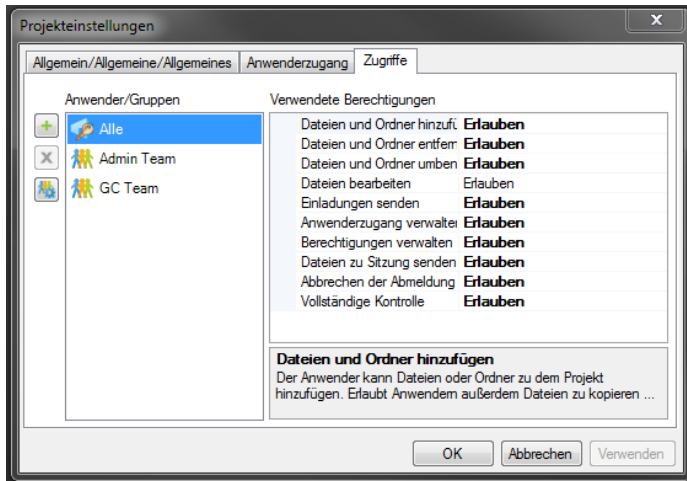 Projekteinstellungen
Allgemein/Allgemeine/Allgemeines Anwenderzugang Zugriffe
Anwender/Gruppen Verwendete Berechtigungen
Alle
Admin Team
GC Team
Dateien und Ordner hinzufü Erlauben
Dateien und Ordner entfern Erlauben
Dateien und Ordner umben Erlauben
Dateien bearbeiten Erlauben
Einladungen senden Erlauben
Anwenderzugang verwalter Erlauben
Berechtigungen verwalten Erlauben
Dateien zu Sitzung senden Erlauben
Abbrechen der Abmeldung Erlauben
Vollständige Kontrolle Erlauben
Dateien und Ordner hinzufügen
Der Anwender kann Dateien oder Ordner zu dem Projekt
hinzufügen. Erlaubt Anwendern außerdem Dateien zu kopieren ...
OK Abbrechen Verwenden